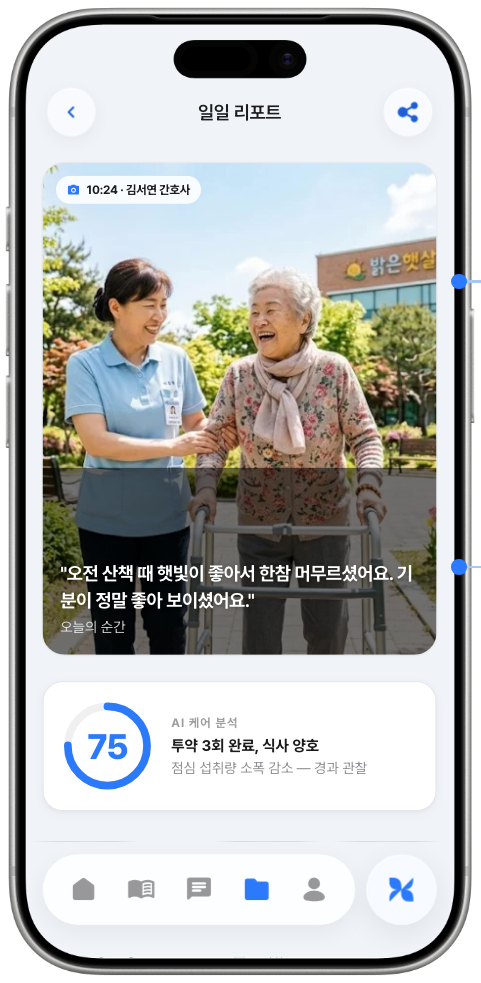 일일 리포트
10:24 · 김서연 간호사
밝은햇살
"오전 산책 때 햇빛이 좋아서 한참 머무르셨어요. 기
분이 정말 좋아 보이셨어요."
오늘의 순간
75
AI 케어 분석
투약 3회 완료, 식사 양호
점심 섭취량 소폭 감소 — 경과 관찰